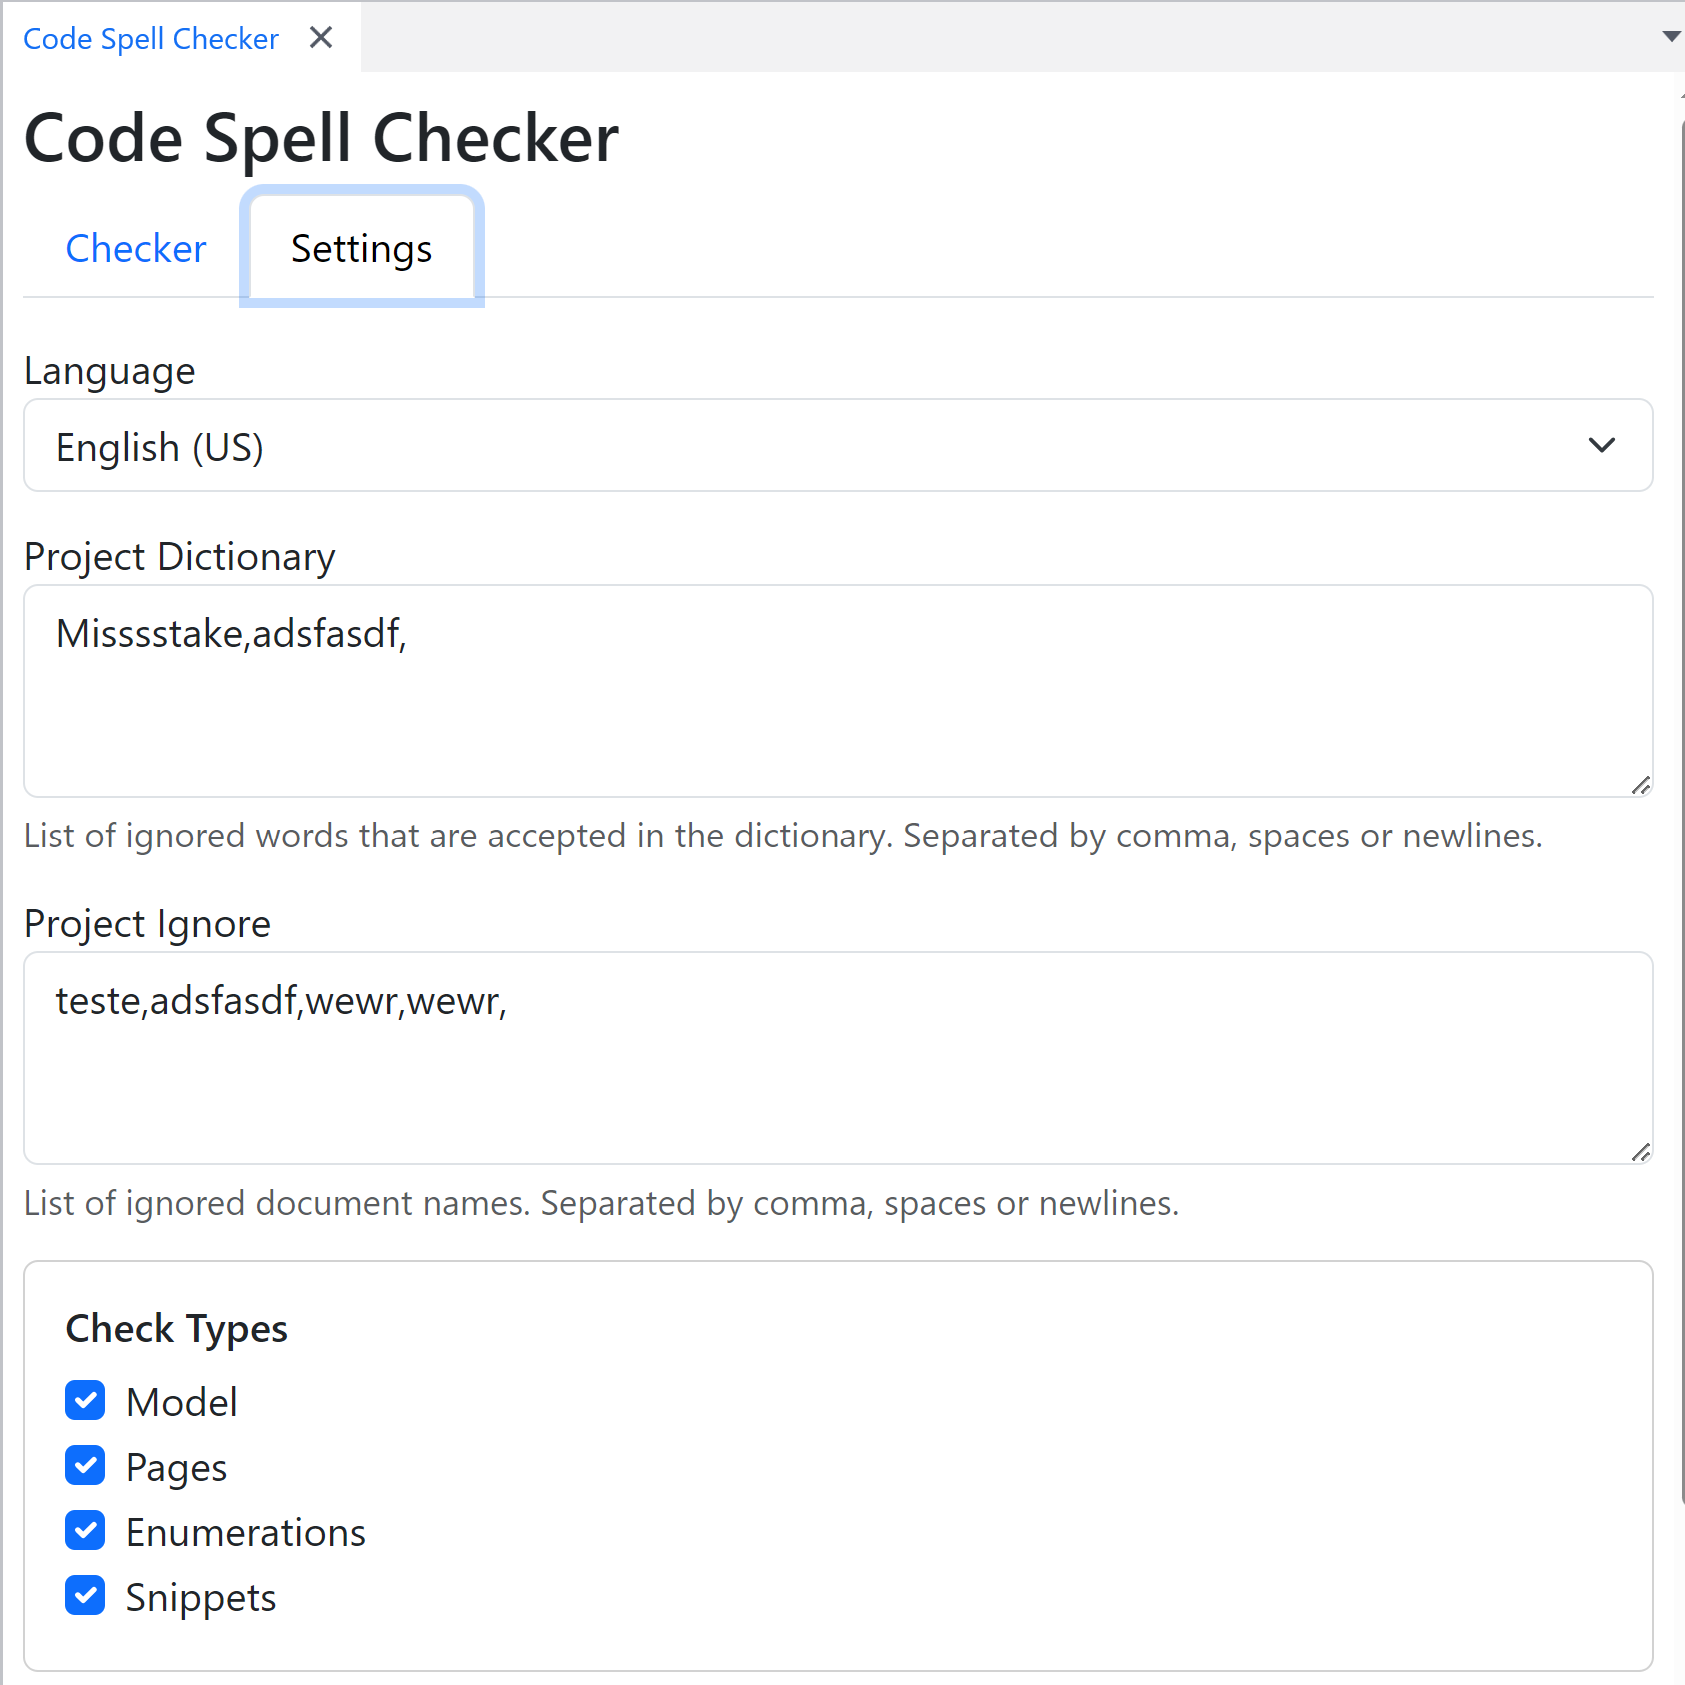 Code Spell Checker
Code Spell Checker
Checker Settings
Language
English (US)
Project Dictionary
Misssstake,adsfasdf,
List of ignored words that are accepted in the dictionary. Separated by comma, spaces or newlines.
Project Ignore
teste,adsfasdf,wewr,wewr,
List of ignored document names. Separated by comma, spaces or newlines.
Check Types
Model
Pages
Enumerations
Snippets